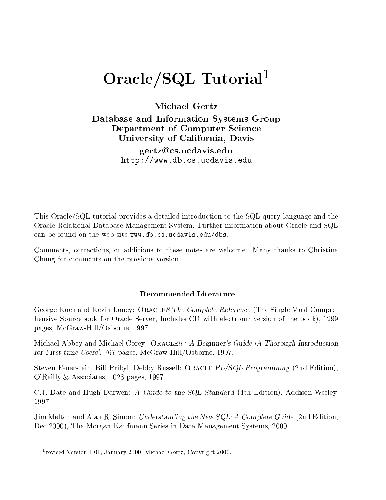 Oracle/SQL Tutorial1
Michael Gertz
Database and Information Systems Group
Department of Computer Science
University of California, Davis
gertz@cs.ucdavis.edu
http://www.db.cs.ucdavis.edu
This Oracle/SQL tutorial provides a detailed introduction to the SQL query language and the
Oracle Relational Database Management System. Further information about Oracle and SQL
can be found on the web site www.db.cs.ucdavis.edu/dbs.
Comments, corrections, or additions to these notes are welcome. Many thanks to Christina
Chung for comments on the previous version.
Recommended Literature
George Koch and Kevin Loney: The Complete Reference (The Single Most Compre-
hensive Sourcebook for Oracle Server, Includes CD with electronic version of the book), 1299
pages, McGraw-Hill/Osborne, 1997.
Michael Abbey and Michael Corey: A Beginner's Guide (A Thorough Introduction
for First-time Users), pages, McGraw-Hill/Osborne, 1997.
Steven Feuerstein, Bill Pribyl, Debby Russell: Oracle PL/SQL Programming (2nd Edition),
O'Reilly & Associates, pages, 1997.
C.J. Date and Hugh Darwen: A Guide to the SQL Standard (4th Edition), Addison-Wesley,
1997.
Jim Melton and Alan R. Simon: Understanding the New SQL: A Complete Guide (2nd Edition,
Dec 2000), The Morgan Kaufmann Series in Data Management Systems, 2000.
1revised Version 1.01, January 2000, Michael Gertz, Copyright 2000.